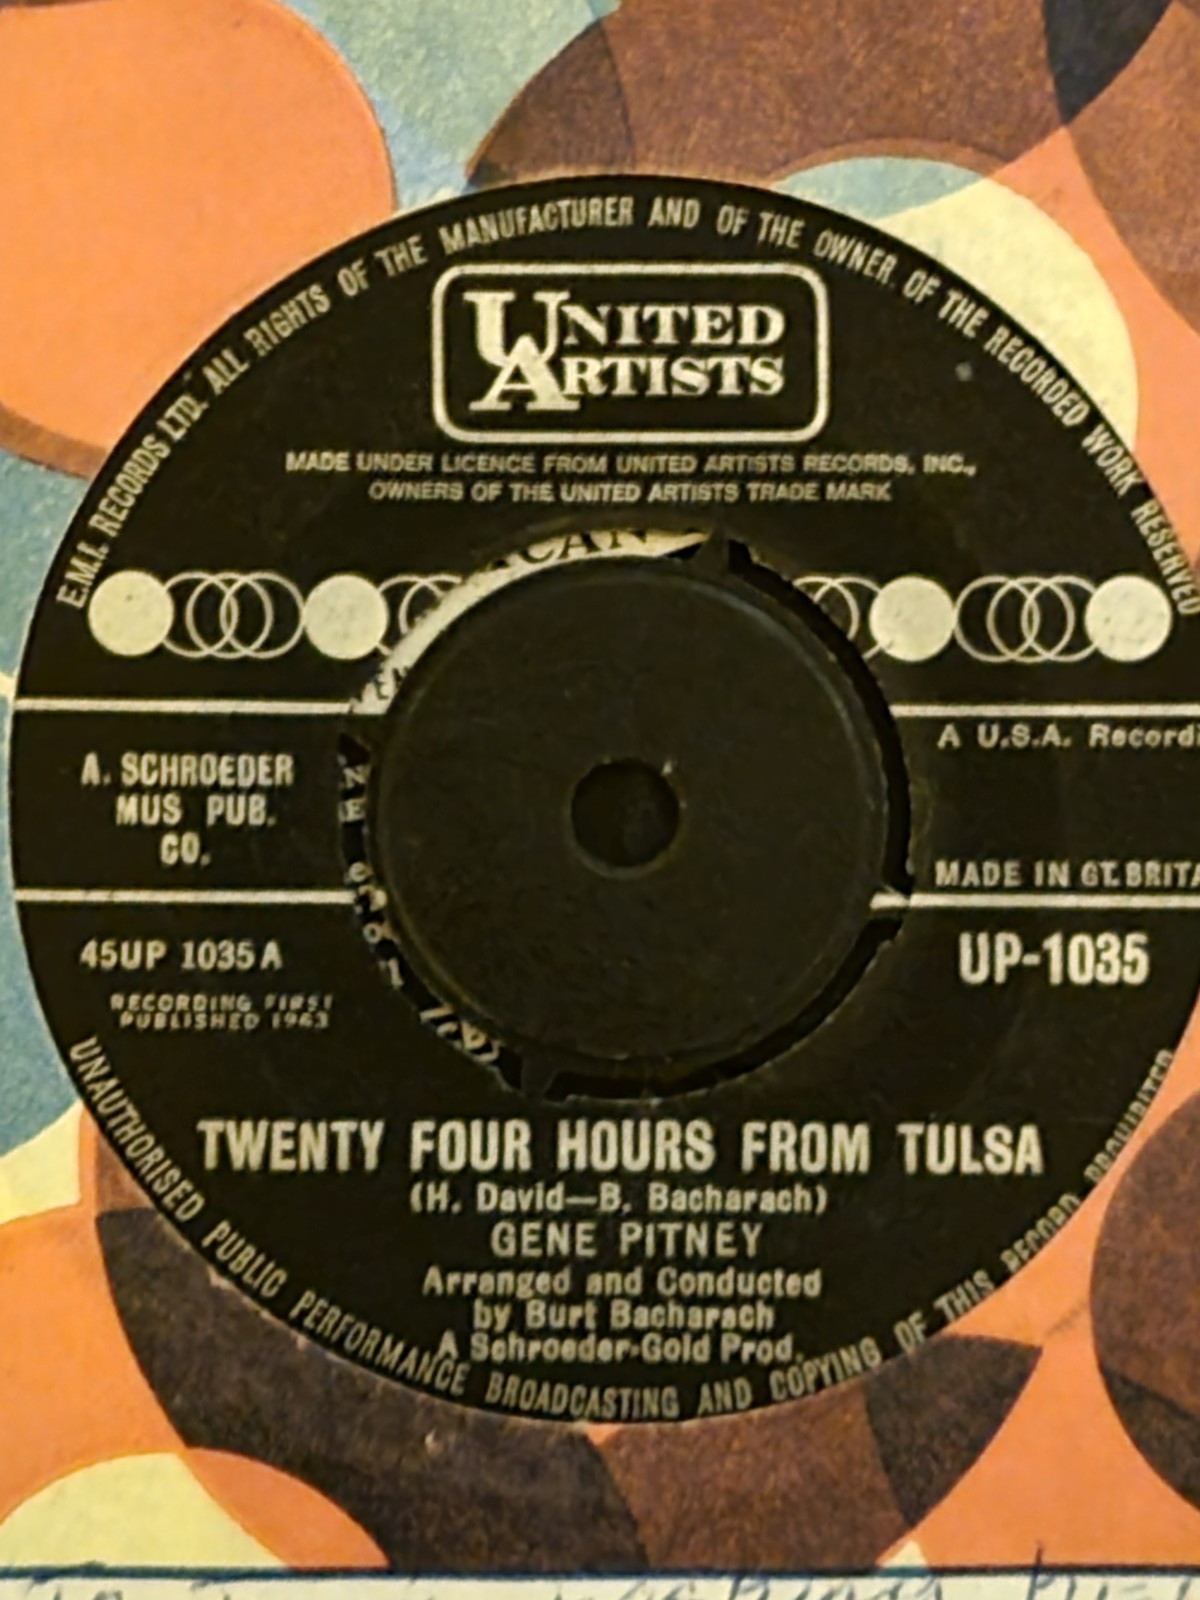 E.M.I. RECORDS LTD. ALL RIGHTS OF THE MANUFACTURER AND OF THE OWNER OF THE RECORDED WORK RESERVED
UNITED
ARTISTS
MADE UNDER LICENCE FROM UNITED ARTISTS RECORDS, INC.,
OWNERS OF THE UNITED ARTISTS TRADE MARK
A U.S.A. Recordi
A. SCHROEDER
MUS PUB.
CO.
MADE IN GT. BRITA
45UP 1035 A
UP-1035
RECORDING FIRST
PUBLISHED 1963
TWENTY FOUR HOURS FROM TULSA
(H. David—B. Bacharach)
GENE PITNEY
Arranged and Conducted
by Burt Bacharach
A Schroeder-Gold Prod.
UNAUTHORISED PUBLIC PERFORMANCE BROADCASTING AND COPYING OF THIS RECORD PROHIBITED